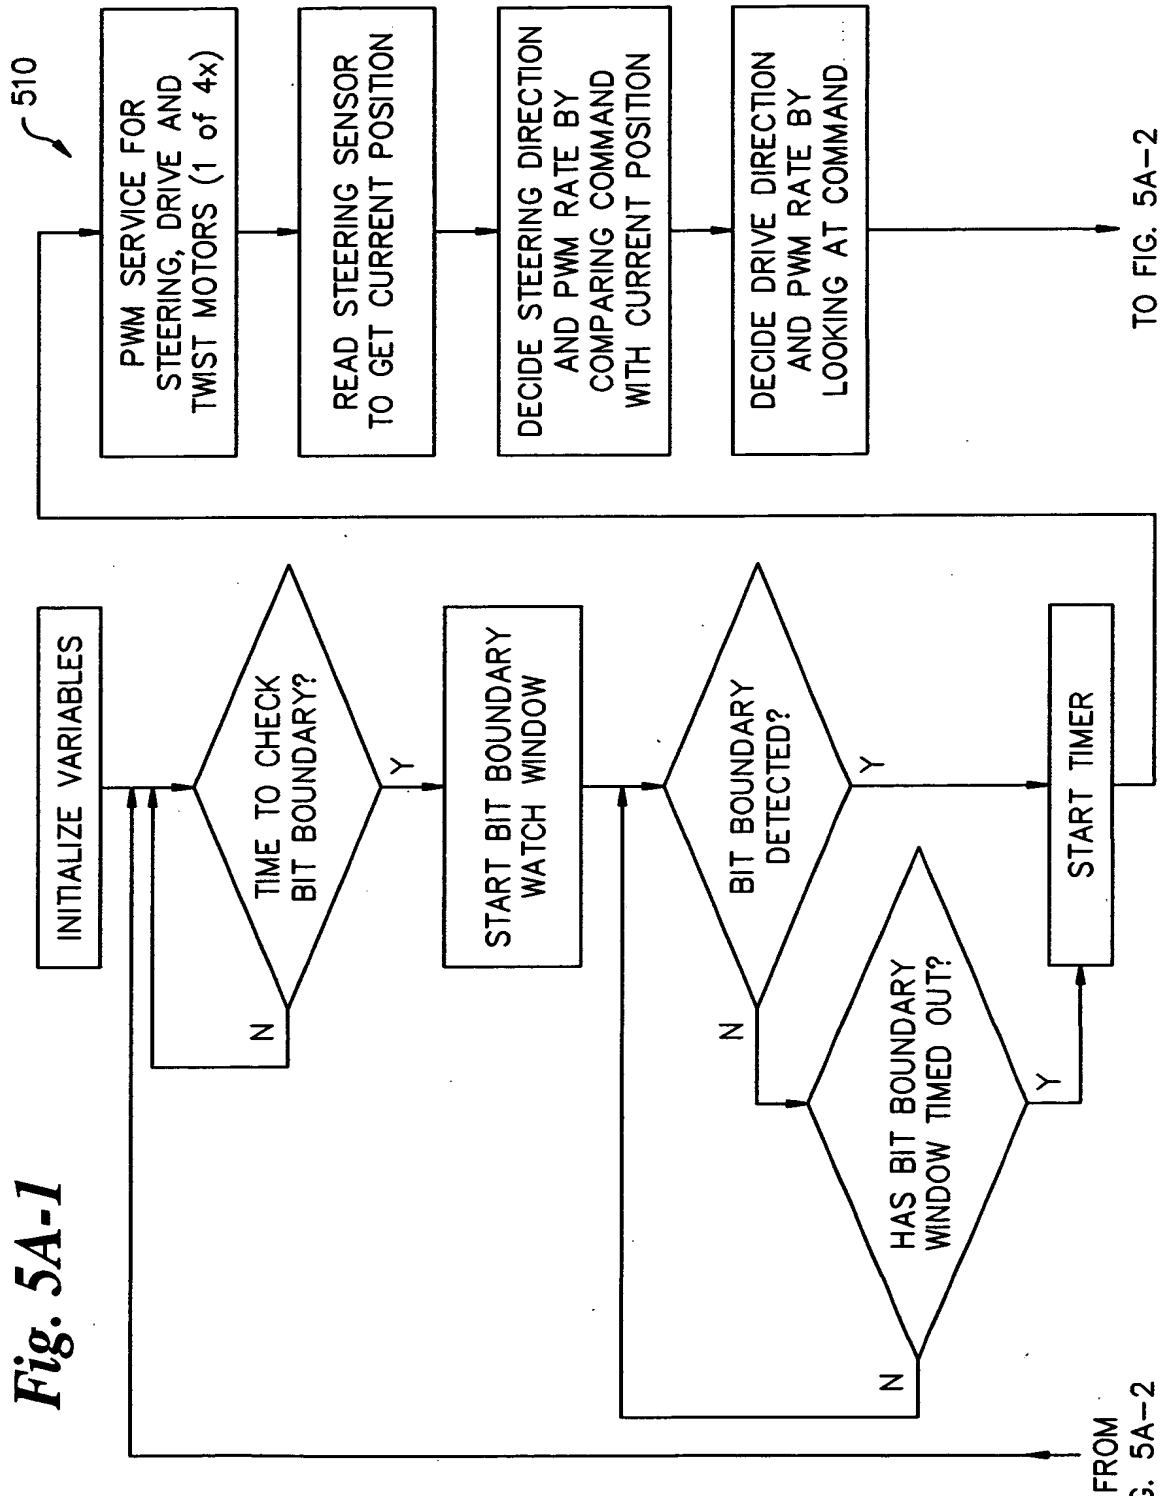 Fig. 5A-1
INITIALIZE VARIABLES
TIME TO CHECK
BIT BOUNDARY?
N
Y
START BIT BOUNDARY
WATCH WINDOW
BIT BOUNDARY
DETECTED?
N
Y
HAS BIT BOUNDARY
WINDOW TIMED OUT?
N
Y
START TIMER
FROM
G. 5A-2
510
PWM SERVICE FOR
STEERING, DRIVE AND
TWIST MOTORS (1 of 4x)
READ STEERING SENSOR
TO GET CURRENT POSITION
DECIDE STEERING DIRECTION
AND PWM RATE BY
COMPARING COMMAND
WITH CURRENT POSITION
DECIDE DRIVE DIRECTION
AND PWM RATE BY
LOOKING AT COMMAND
TO FIG. 5A-2